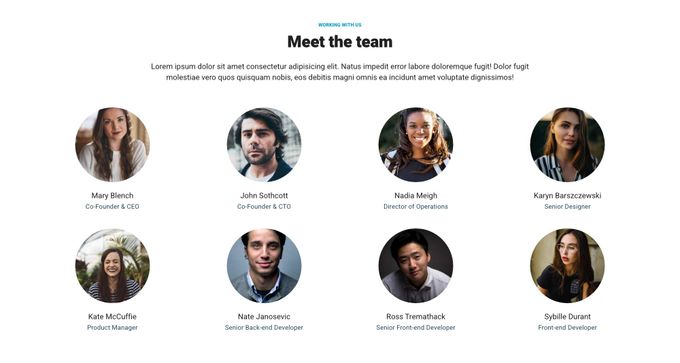 WORKING WITH US
Meet the team
Lorem ipsum dolor sit amet consectetur adipisicing elit. Natus impedit error labore doloremque fugit! Dolor fugit
molestiae vero quos quisquam nobis, eos debitis magni omnis ea incidunt amet voluptate dignissimos!
Mary Blench
Co-Founder & CEO
John Sothcott
Co-Founder & CTO
Nadia Meigh
Director of Operations
Karyn Barszczewski
Senior Designer
Kate McCuffie
Product Manager
Nate Janosevic
Senior Back-end Developer
Ross Tremathack
Senior Front-end Developer
Sybille Durant
Front-end Developer